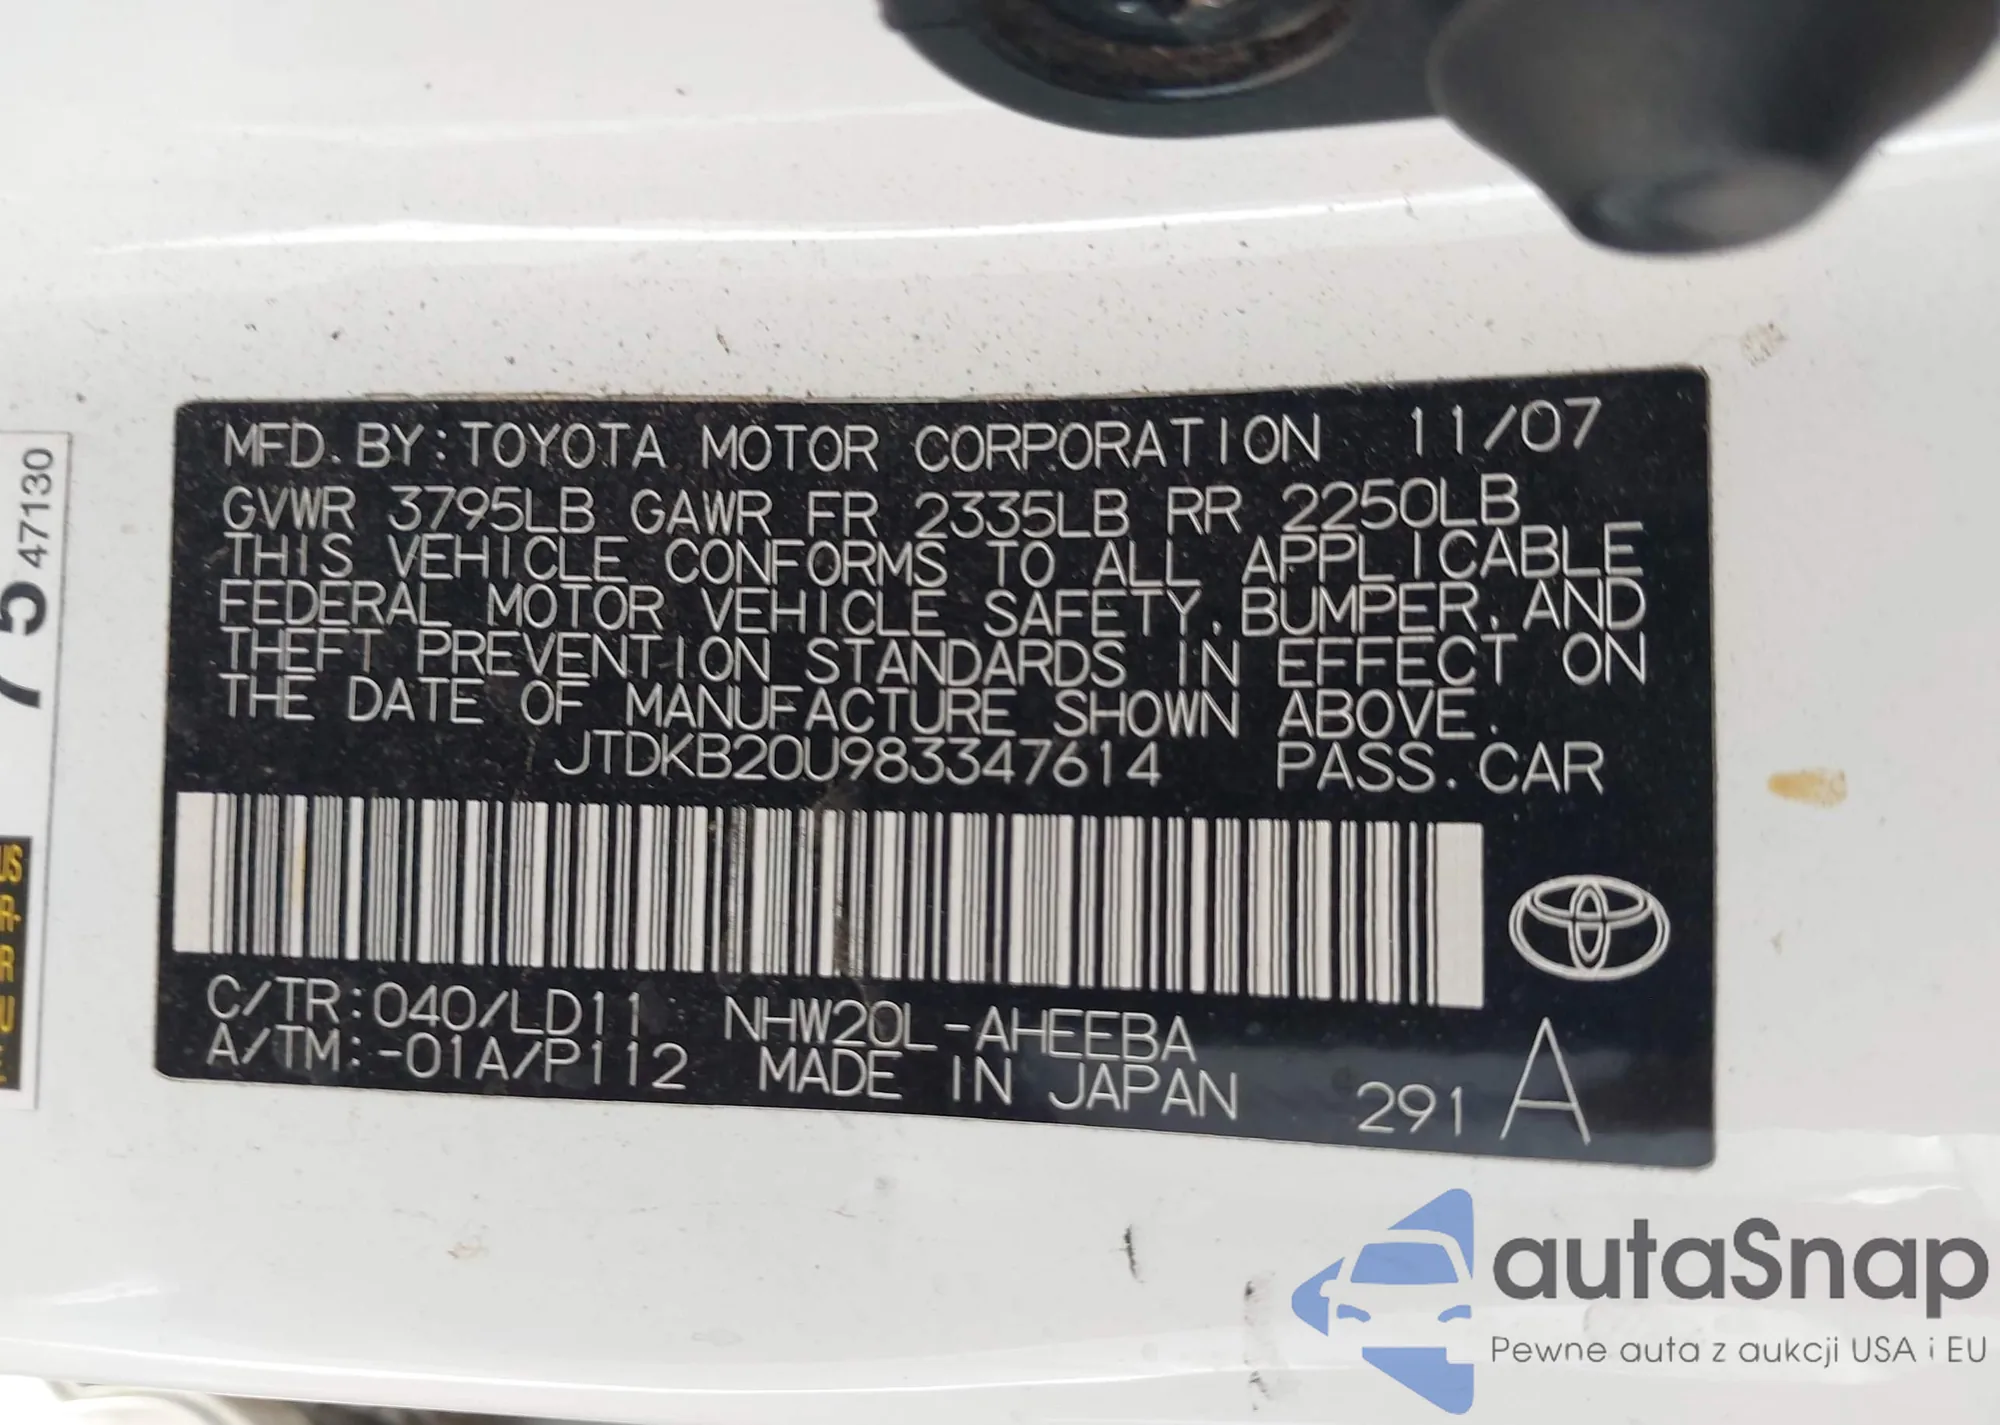 MFD. BY: TOYOTA MOTOR CORPORATION 11/07
GVWR 3795LB GAWR FR 2335LB RR 2250LB
THIS VEHICLE CONFORMS TO ALL APPLICABLE
FEDERAL MOTOR VEHICLE SAFETY, BUMPER, AND
THEFT PREVENTION STANDARDS IN EFFECT ON
THE DATE OF MANUFACTURE SHOWN ABOVE.
JTDKB20U983347614 PASS. CAR
C/TR:040/LD11 NHW20L-AHEEBA
A/TM:-01A/P112 MADE IN JAPAN 291 A
47130
75
autaSnap
Pewne auta z aukcji USA i EU